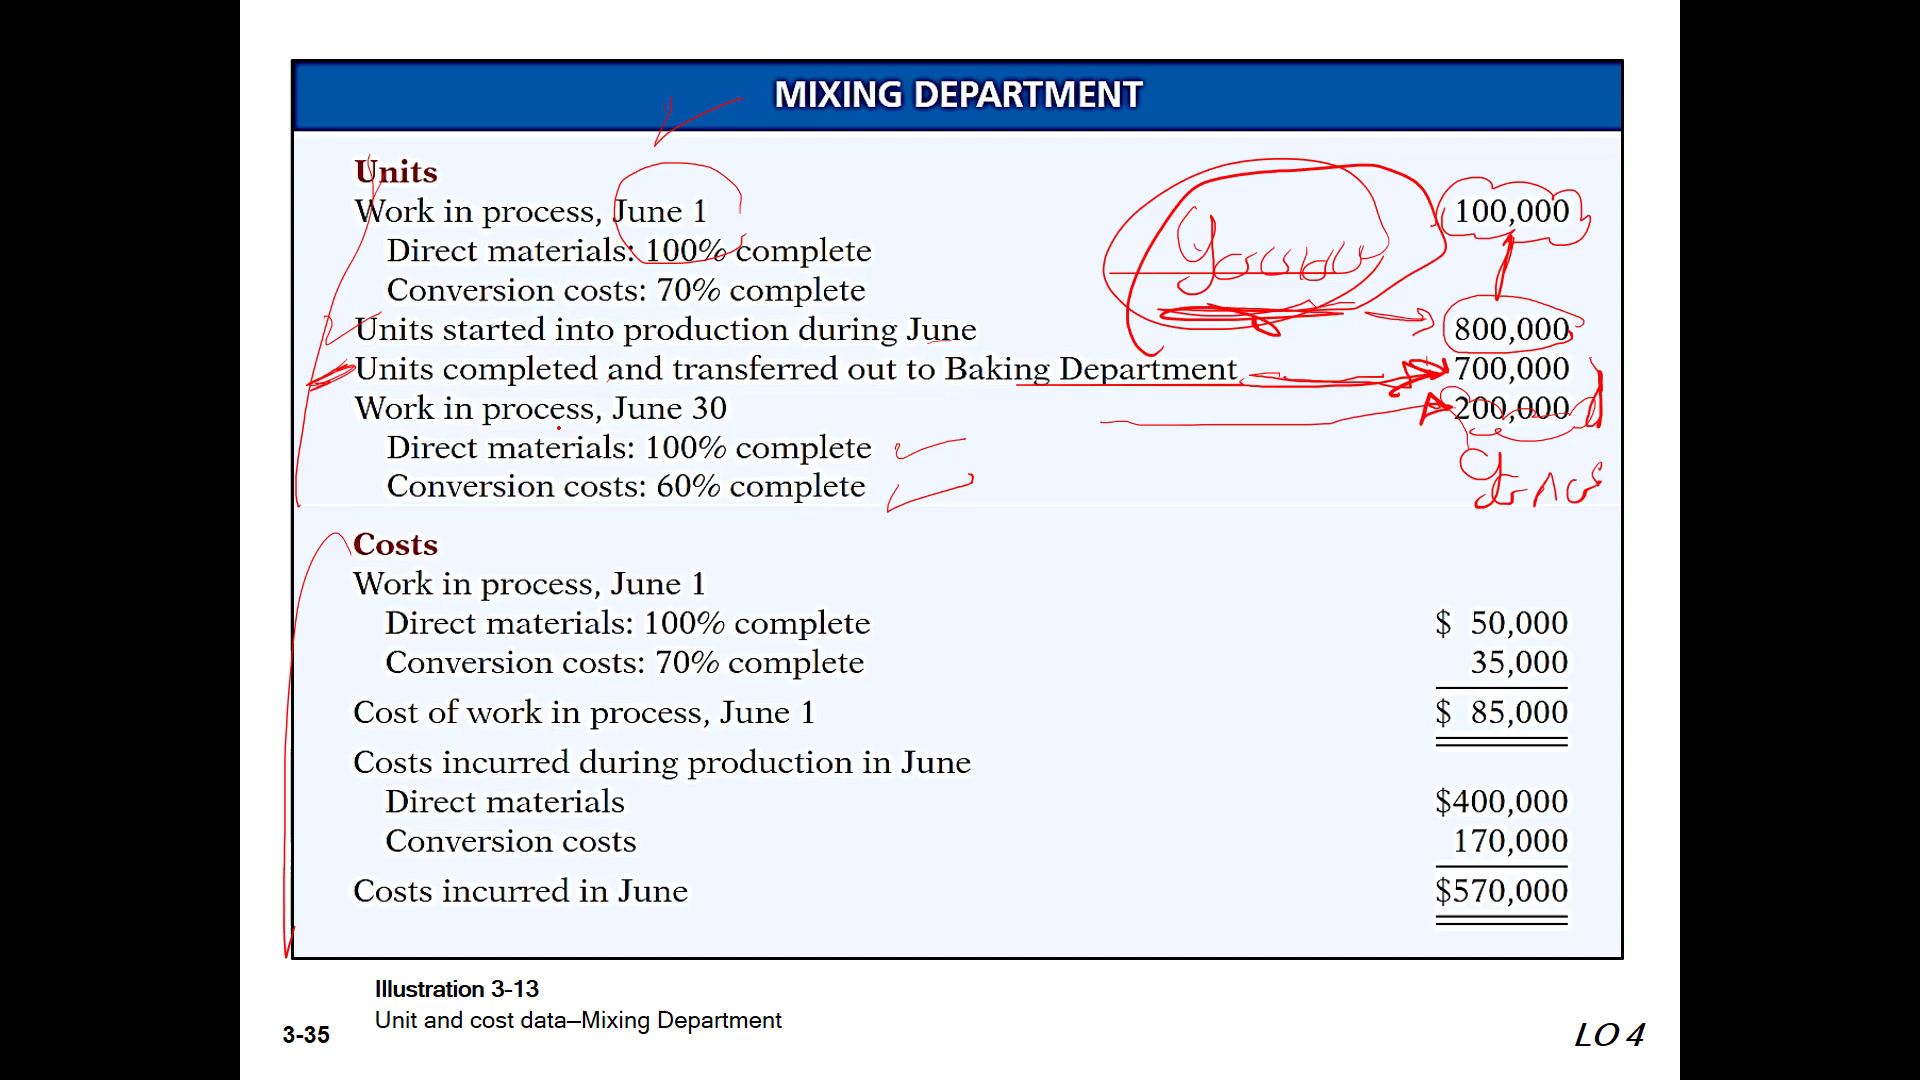 MIXING DEPARTMENT
Units
Work in process, June 1 100,000
Direct materials: 100% complete
Conversion costs: 70% complete
Units started into production during June 800,000
Units completed and transferred out to Baking Department 700,000
Work in process, June 30 200,000
Direct materials: 100% complete
Conversion costs: 60% complete
Costs
Work in process, June 1
Direct materials: 100% complete $ 50,000
Conversion costs: 70% complete 35,000
Cost of work in process, June 1 $ 85,000
Costs incurred during production in June
Direct materials $400,000
Conversion costs 170,000
Costs incurred in June $570,000
Illustration 3-13
Unit and cost data—Mixing Department
3-35
LO 4